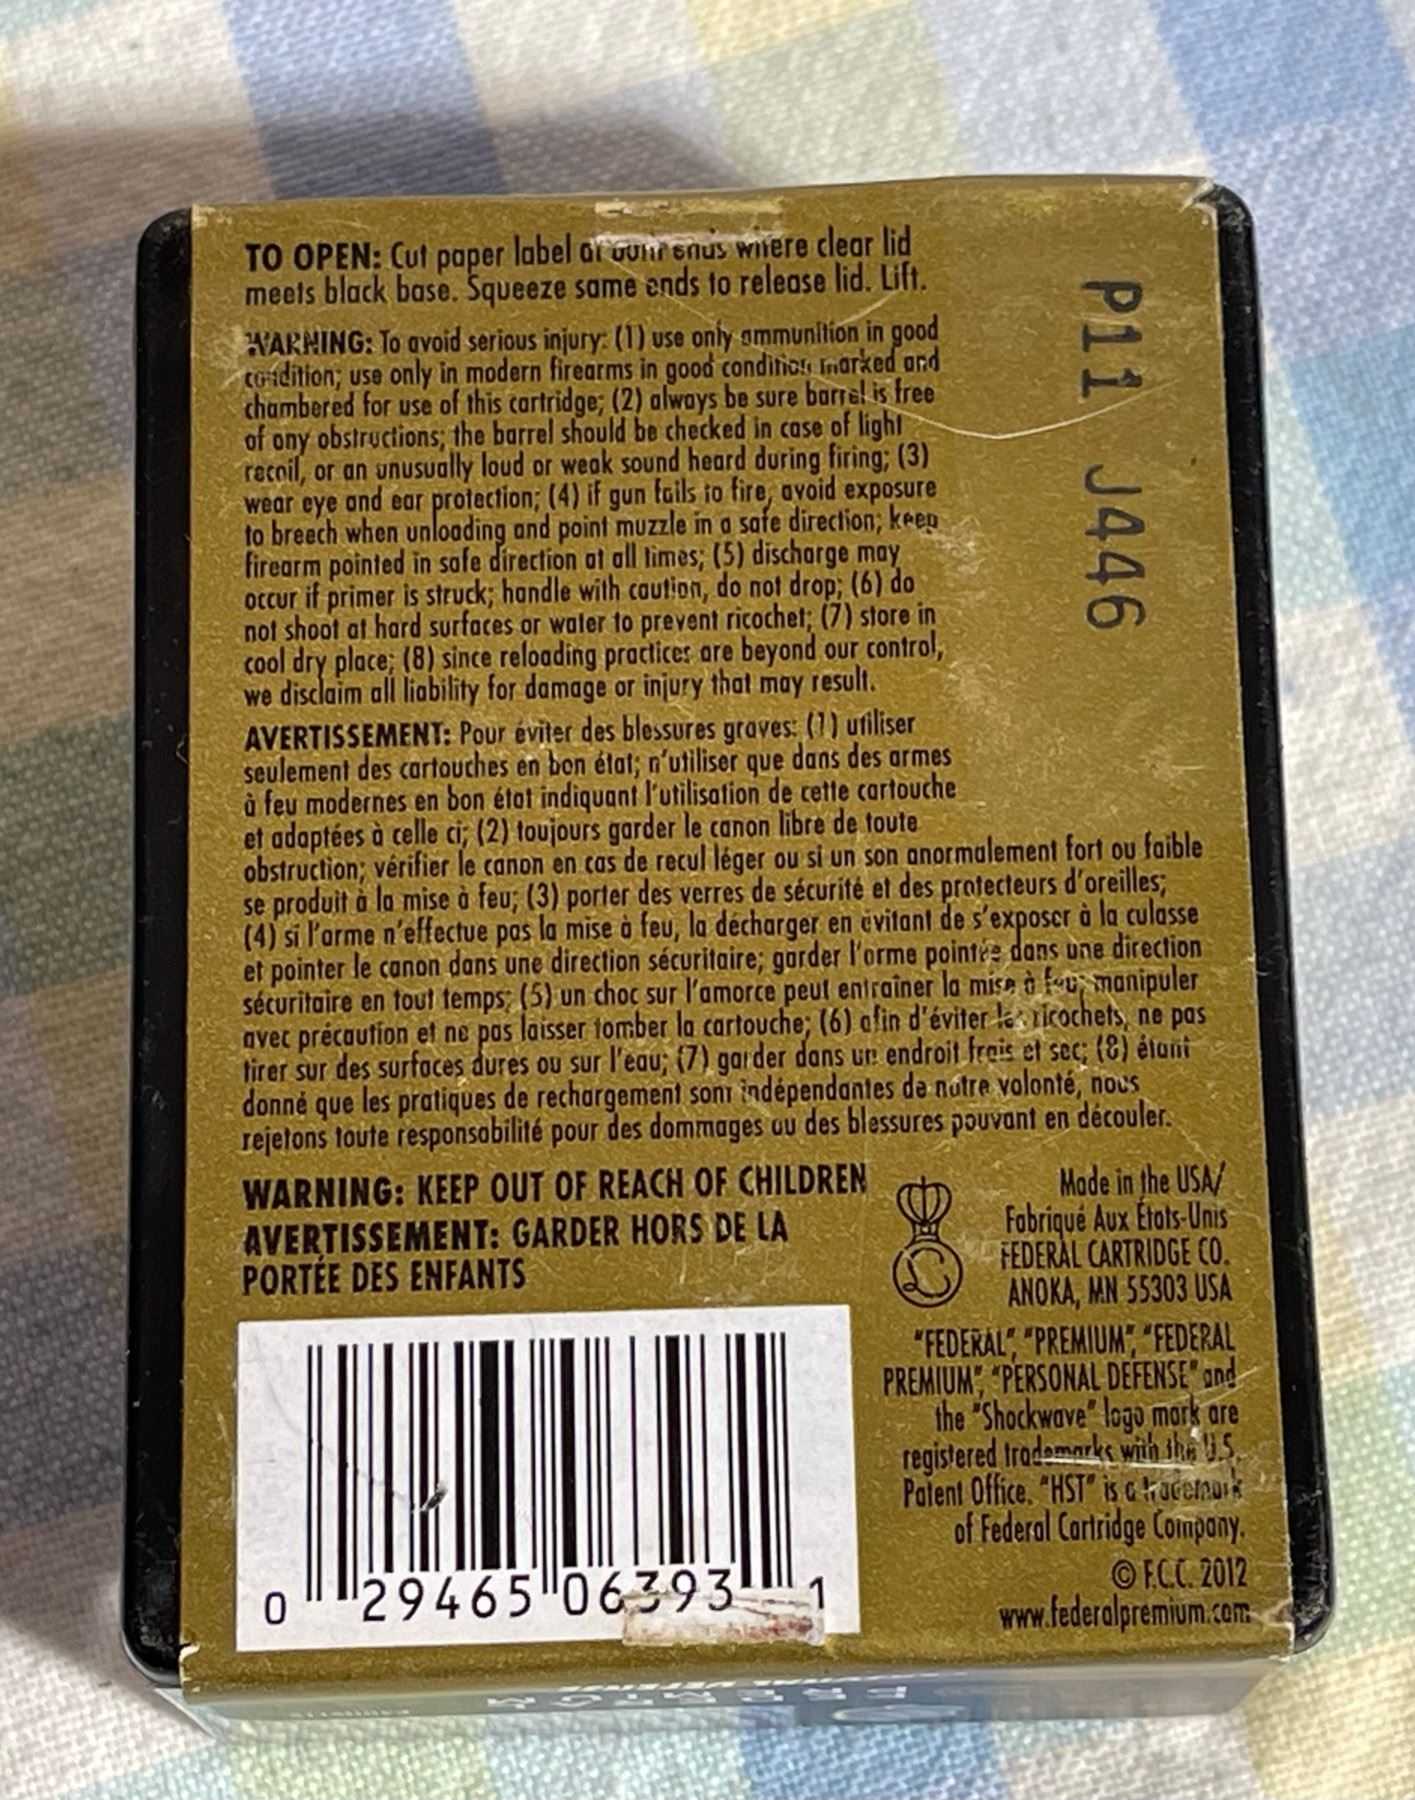 TO OPEN: Cut paper label at both ends where clear lid
meets black base. Squeeze same ends to release lid. Lift.
WARNING: To avoid serious injury: (1) use only ammunition in good
condition; use only in modern firearms in good condition marked and
chambered for use of this cartridge; (2) always be sure barrel is free
of any obstructions; the barrel should be checked in case of light
recoil, or an unusually loud or weak sound heard during firing; (3)
wear eye and ear protection; (4) if gun fails to fire, avoid exposure
to breech when unloading and point muzzle in a safe direction; keep
firearm pointed in safe direction at all times; (5) discharge may
occur if primer is struck; handle with caution, do not drop; (6) do
not shoot at hard surfaces or water to prevent ricochet; (7) store in
cool dry place; (8) since reloading practices are beyond our control,
we disclaim all liability for damage or injury that may result.
P11 J446
AVERTISSEMENT: Pour éviter des blessures graves: (1) utiliser
seulement des cartouches en bon état; n'utiliser que dans des armes
à feu modernes en bon état indiquant l'utilisation de cette cartouche
et adaptées à celle ci; (2) toujours garder le canon libre de toute
obstruction; vérifier le canon en cas de recul léger ou si un son anormalement fort ou faible
se produit à la mise à feu; (3) porter des verres de sécurité et des protecteurs d'oreilles;
(4) si l'arme n'effectue pas la mise à feu, la décharger en évitant de s'exposer à la culasse
et pointer le canon dans une direction sécuritaire; garder l'arme pointée dans une direction
sécuritaire en tout temps; (5) un choc sur l'amorce peut entraîner la mise à feu; manipuler
avec précaution et ne pas laisser tomber la cartouche; (6) afin d'éviter les ricochets, ne pas
tirer sur des surfaces dures ou sur l'éau; (7) garder dans un endroit frais et sec; (8) étant
donné que les pratiques de rechargement sont indépendantes de notre volonté, nous
rejetons toute responsabilité pour des dommages ou des blessures pouvant en découler.
WARNING: KEEP OUT OF REACH OF CHILDREN
AVERTISSEMENT: GARDER HORS DE LA
PORTÉE DES ENFANTS
Made in the USA/
Fabriqué Aux États-Unis
FEDERAL CARTRIDGE CO.
ANOKA, MN 55303 USA
"FEDERAL", "PREMIUM", "FEDERAL
PREMIUM", "PERSONAL DEFENSE" and
the "Shockwave" logo mark are
registered trademarks with the U.S.
Patent Office. "HST" is a trademark
of Federal Cartridge Company.
© F.C.C. 2012
www.federalpremium.com
0 29465 06393 1
FEDERAL
PREMIUM